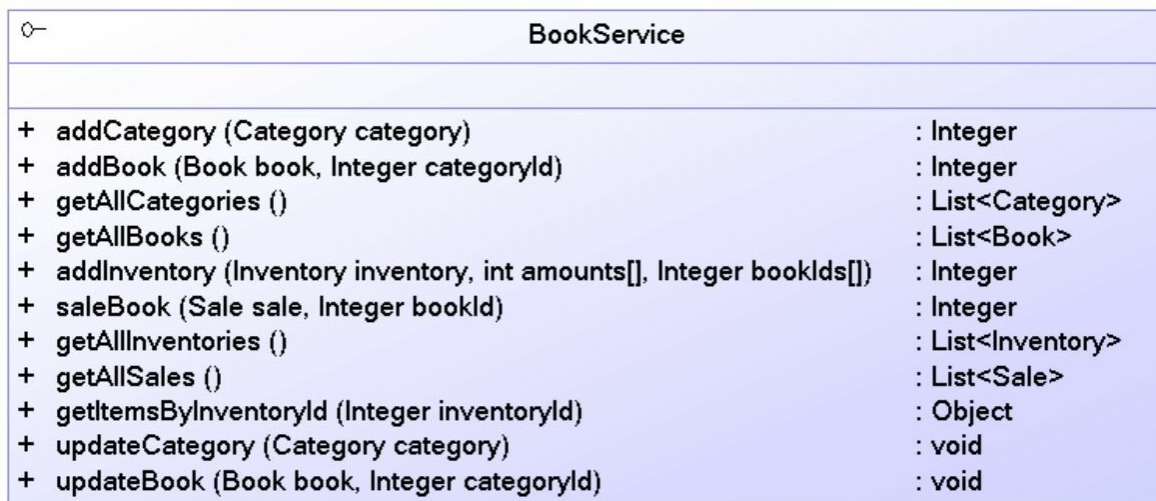 BookService
+ addCategory (Category category) : Integer
+ addBook (Book book, Integer categoryId) : Integer
+ getAllCategories () : List<Category>
+ getAllBooks () : List<Book>
+ addInventory (Inventory inventory, int amounts[], Integer bookIds[]) : Integer
+ saleBook (Sale sale, Integer bookId) : Integer
+ getAllInventories () : List<Inventory>
+ getAllSales () : List<Sale>
+ getItemsByInventoryId (Integer inventoryId) : Object
+ updateCategory (Category category) : void
+ updateBook (Book book, Integer categoryId) : void